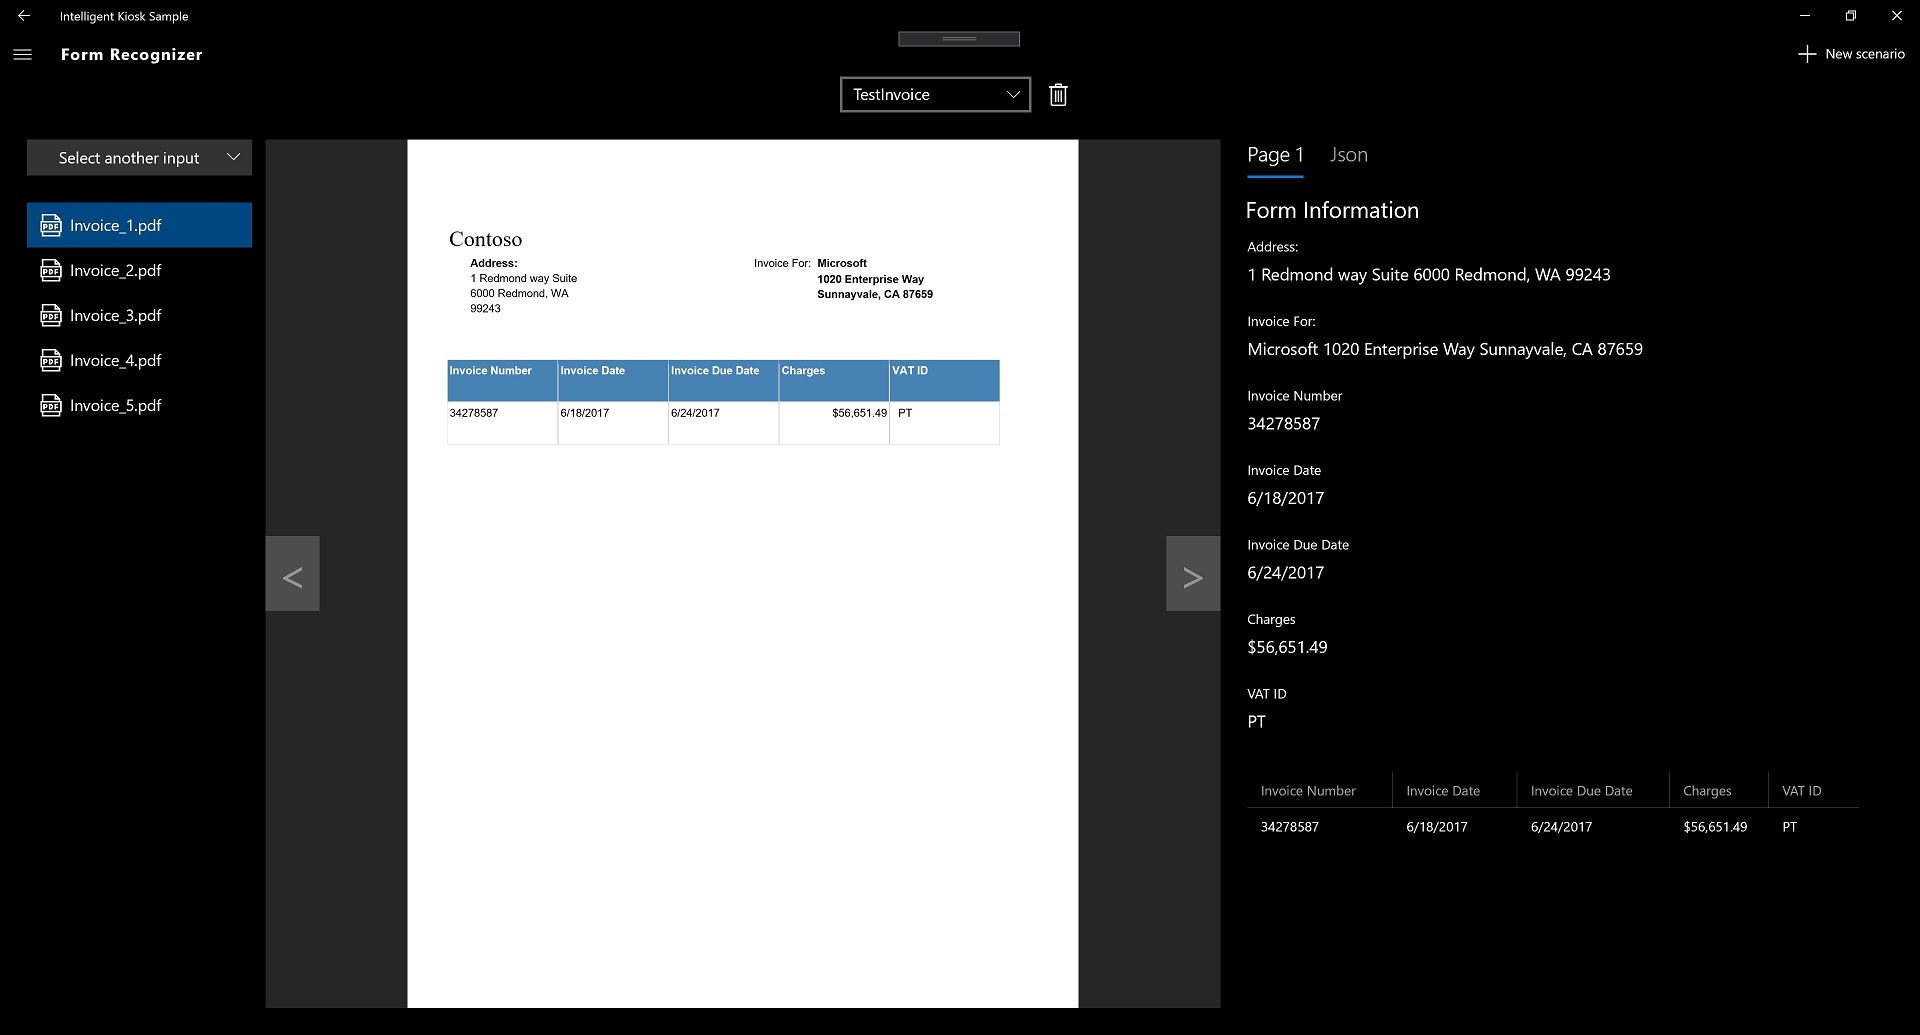 Intelligent Kiosk Sample
Form Recognizer
New scenario
TestInvoice
Select another input
Invoice_1.pdf
Invoice_2.pdf
Invoice_3.pdf
Invoice_4.pdf
Invoice_5.pdf
Contoso
Address:
1 Redmond way Suite
6000 Redmond, WA
99243
Invoice For: Microsoft
1020 Enterprise Way
Sunnayvale, CA 87659
Invoice Number Invoice Date Invoice Due Date Charges VAT ID
34278587 6/18/2017 6/24/2017 $56,651.49 PT
<
>
Page 1 Json
Form Information
Address:
1 Redmond way Suite 6000 Redmond, WA 99243
Invoice For:
Microsoft 1020 Enterprise Way Sunnayvale, CA 87659
Invoice Number
34278587
Invoice Date
6/18/2017
Invoice Due Date
6/24/2017
Charges
$56,651.49
VAT ID
PT
Invoice Number Invoice Date Invoice Due Date Charges VAT ID
34278587 6/18/2017 6/24/2017 $56,651.49 PT